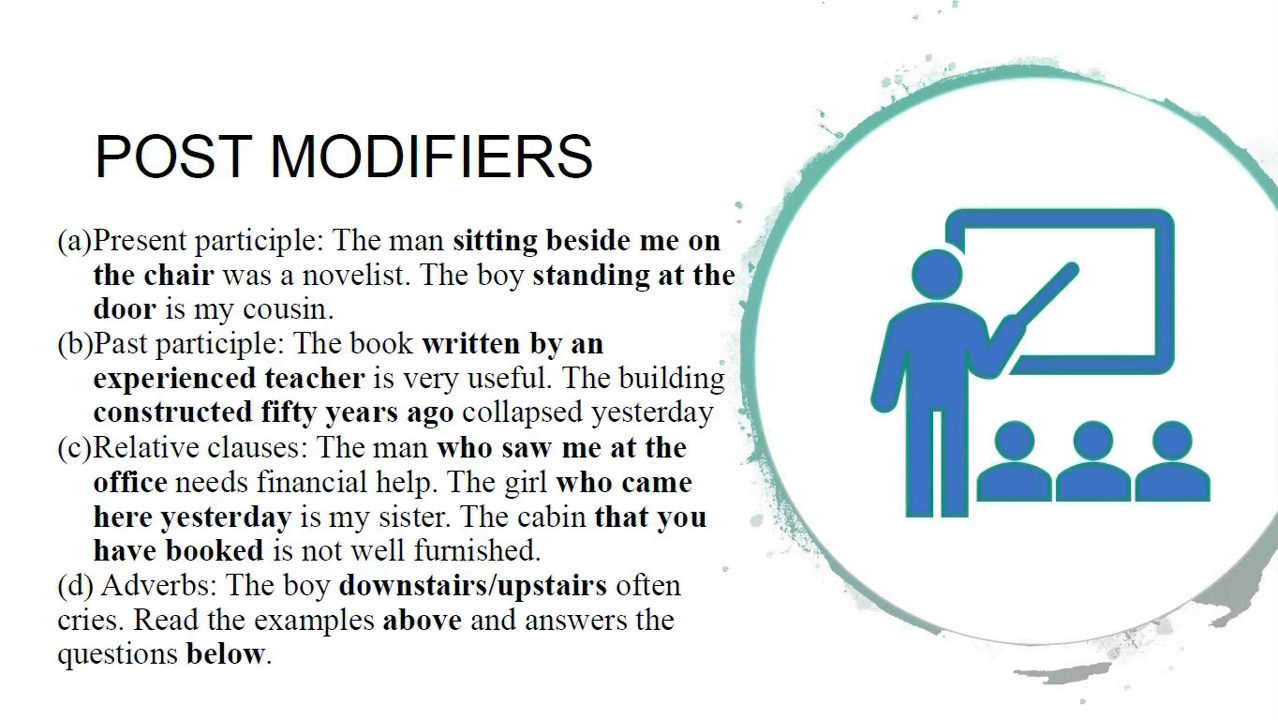 POST MODIFIERS
(a)Present participle: The man sitting beside me on
the chair was a novelist. The boy standing at the
door is my cousin.
(b)Past participle: The book written by an
experienced teacher is very useful. The building
constructed fifty years ago collapsed yesterday
(c)Relative clauses: The man who saw me at the
office needs financial help. The girl who came
here yesterday is my sister. The cabin that you
have booked is not well furnished.
(d) Adverbs: The boy downstairs/upstairs often
cries. Read the examples above and answers the
questions below.